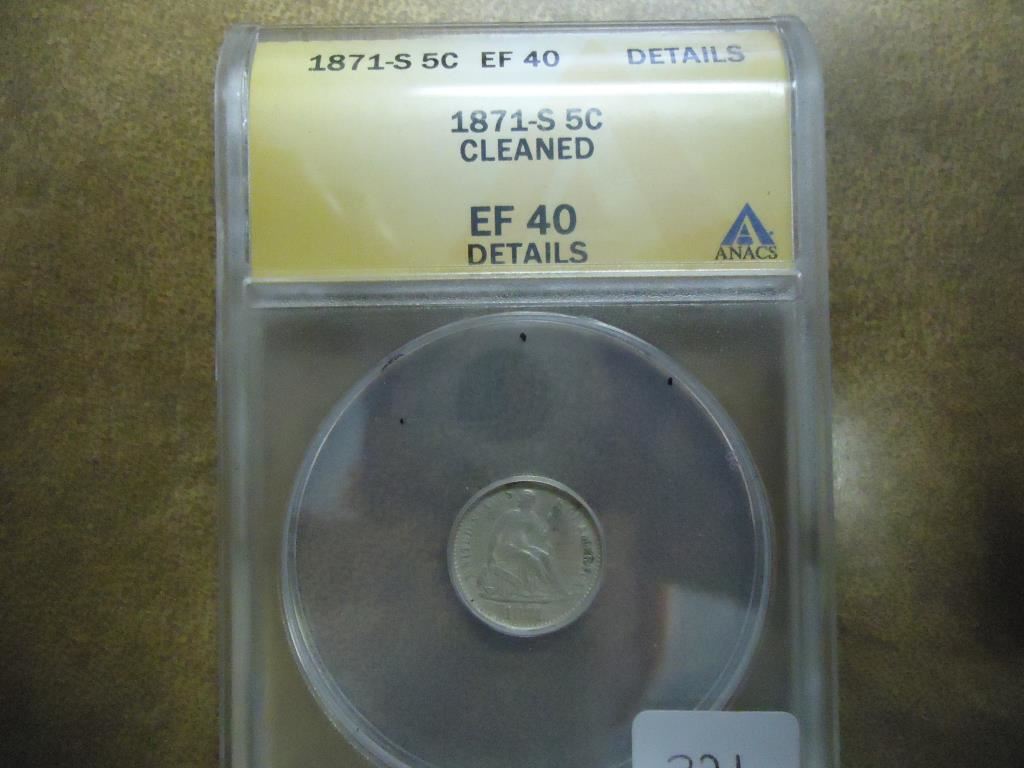 1871-S 5C EF 40 DETAILS
1871-S 5C
CLEANED
EF 40
DETAILS
ANACS